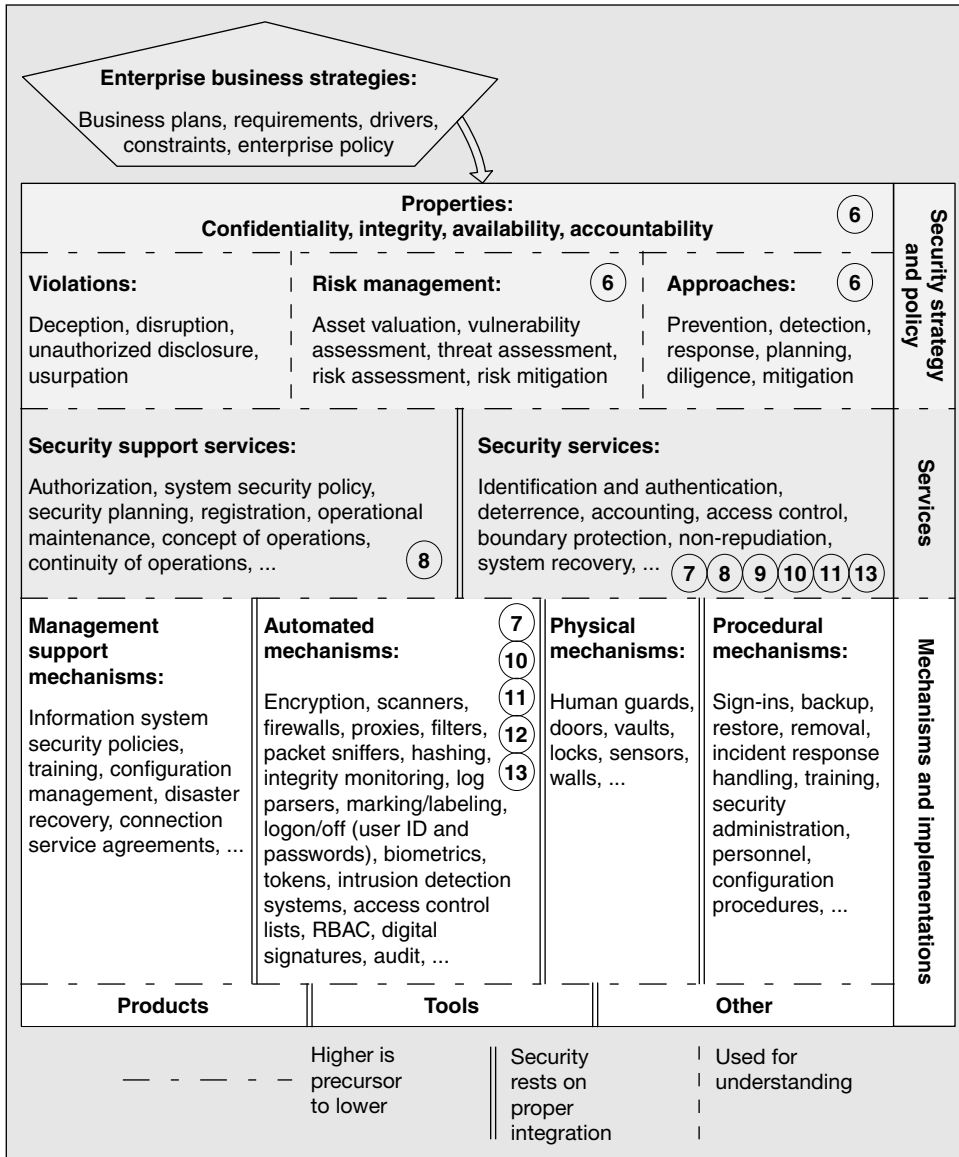 Enterprise business strategies:
Business plans, requirements, drivers,
constraints, enterprise policy
Properties:
Confidentiality, integrity, availability, accountability
6
Violations:
Deception, disruption,
unauthorized disclosure,
usurpation
Risk management:
6
Asset valuation, vulnerability
assessment, threat assessment,
risk assessment, risk mitigation
Approaches:
6
Prevention, detection,
response, planning,
diligence, mitigation
Security strategy
and policy
Security support services:
Authorization, system security policy,
security planning, registration, operational
maintenance, concept of operations,
continuity of operations, ...
8
Security services:
Identification and authentication,
deterrence, accounting, access control,
boundary protection, non-repudiation,
system recovery, ...
7 8 9 10 11 13
Services
Management
support
mechanisms:
Information system
security policies,
training, configuration
management, disaster
recovery, connection
service agreements, ...
Automated
mechanisms:
7
10
11
12
13
Encryption, scanners,
firewalls, proxies, filters,
packet sniffers, hashing,
integrity monitoring, log
parsers, marking/labeling,
logon/off (user ID and
passwords), biometrics,
tokens, intrusion detection
systems, access control
lists, RBAC, digital
signatures, audit, ...
Physical
mechanisms:
Human guards,
doors, vaults,
locks, sensors,
walls, ...
Procedural
mechanisms:
Sign-ins, backup,
restore, removal,
incident response
handling, training,
security
administration,
personnel,
configuration
procedures, ...
Mechanisms and implementations
Products
Tools
Other
Higher is
precursor
to lower
Security
rests on
proper
integration
Used for
understanding